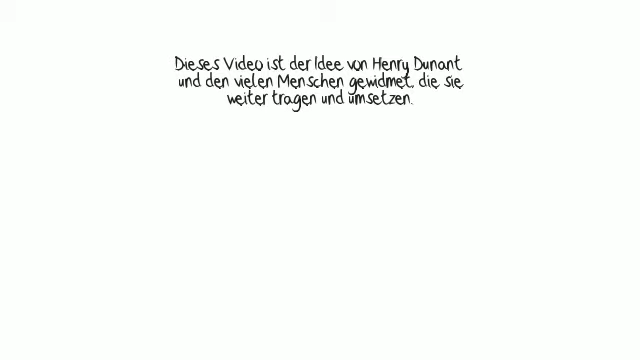 Dieses Video ist der Idee von Henry Dunant
und den vielen Menschen gewidmet, die sie
weiter tragen und umsetzen.